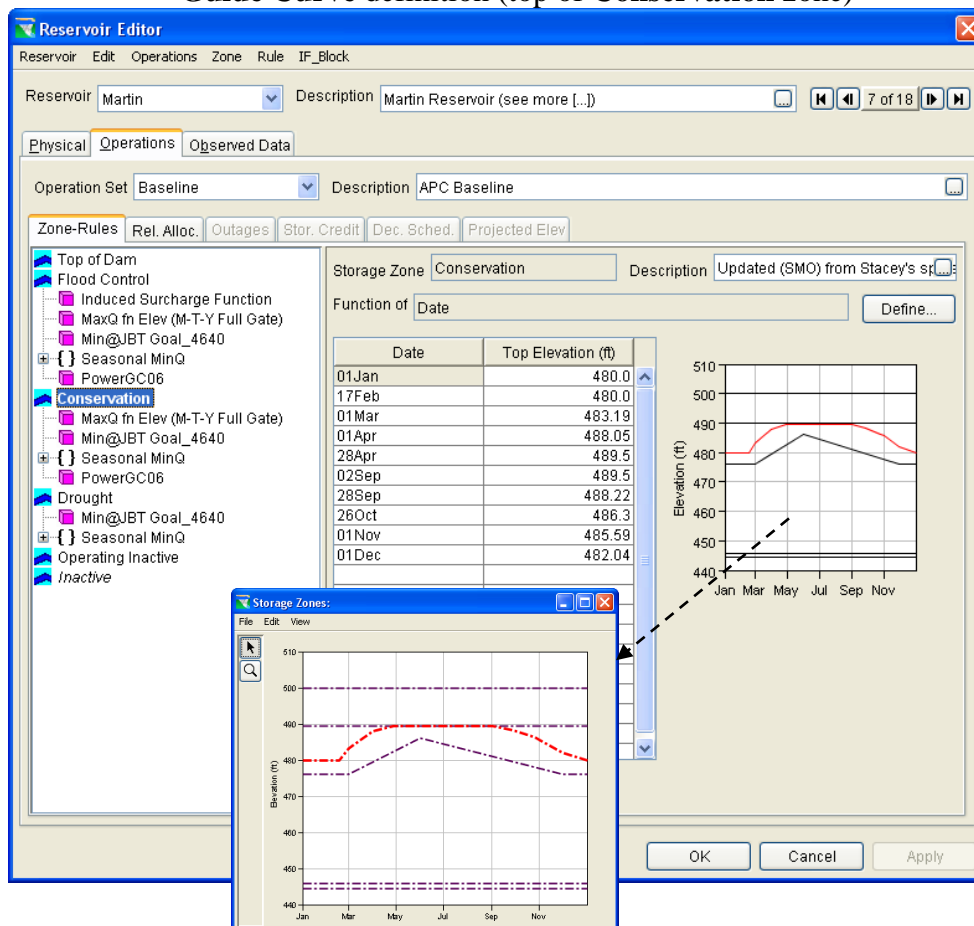 Guide Curve definition (top of Conservation zone)
Reservoir Editor
Reservoir Edit Operations Zone Rule IF_Block
Reservoir Martin Description Martin Reservoir (see more [...]) ... 7 of 18
Physical Operations Observed Data
Operation Set Baseline Description APC Baseline ...
Zone-Rules Rel. Alloc. Outages Stor. Credit Dec. Sched. Projected Elev
Top of Dam
Flood Control
Induced Surcharge Function
MaxQ fn Elev (M-T-Y Full Gate)
Min@JBT Goal_4640
{ } Seasonal MinQ
PowerGC06
Conservation
MaxQ fn Elev (M-T-Y Full Gate)
Min@JBT Goal_4640
{ } Seasonal MinQ
PowerGC06
Drought
Min@JBT Goal_4640
{ } Seasonal MinQ
Operating Inactive
Inactive
Storage Zone Conservation Description Updated (SMO) from Stacey's ...
Function of Date Define...
Date Top Elevation (ft)
01Jan 480.0
17Feb 480.0
01Mar 483.19
01Apr 488.05
28Apr 489.5
02Sep 489.5
28Sep 488.22
26Oct 486.3
01Nov 485.59
01Dec 482.04
510
500
490
480
470
460
450
440
Elevation (ft)
Jan Mar May Jul Sep Nov
Storage Zones:
File Edit View
510
500
490
480
470
460
450
440
Elevation (ft)
Jan Mar May Jul Sep Nov
OK Cancel Apply